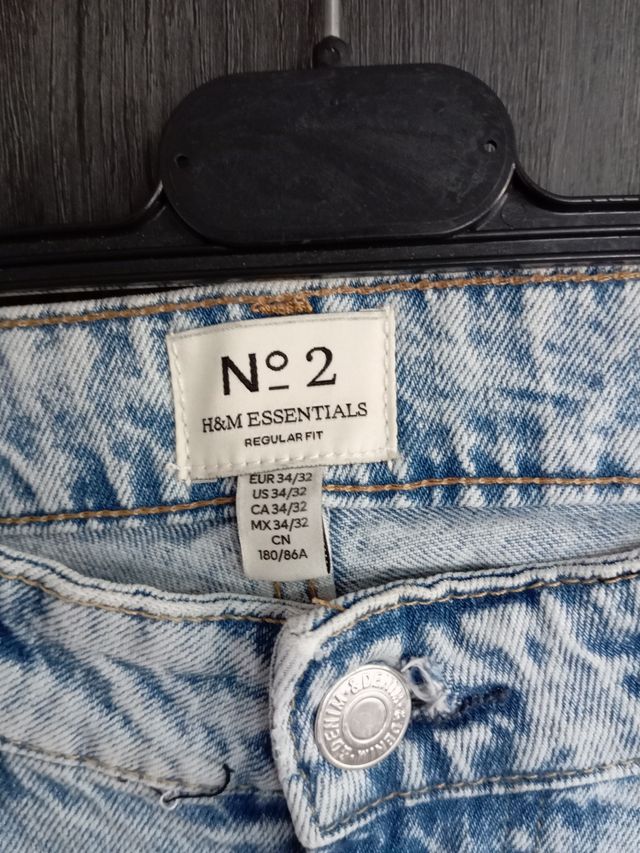 Nº 2
H&M ESSENTIALS
REGULAR FIT
EUR 34/32
US 34/32
CA 34/32
MX 34/32
CN
180/86A
&DENIM · &DENIM ·